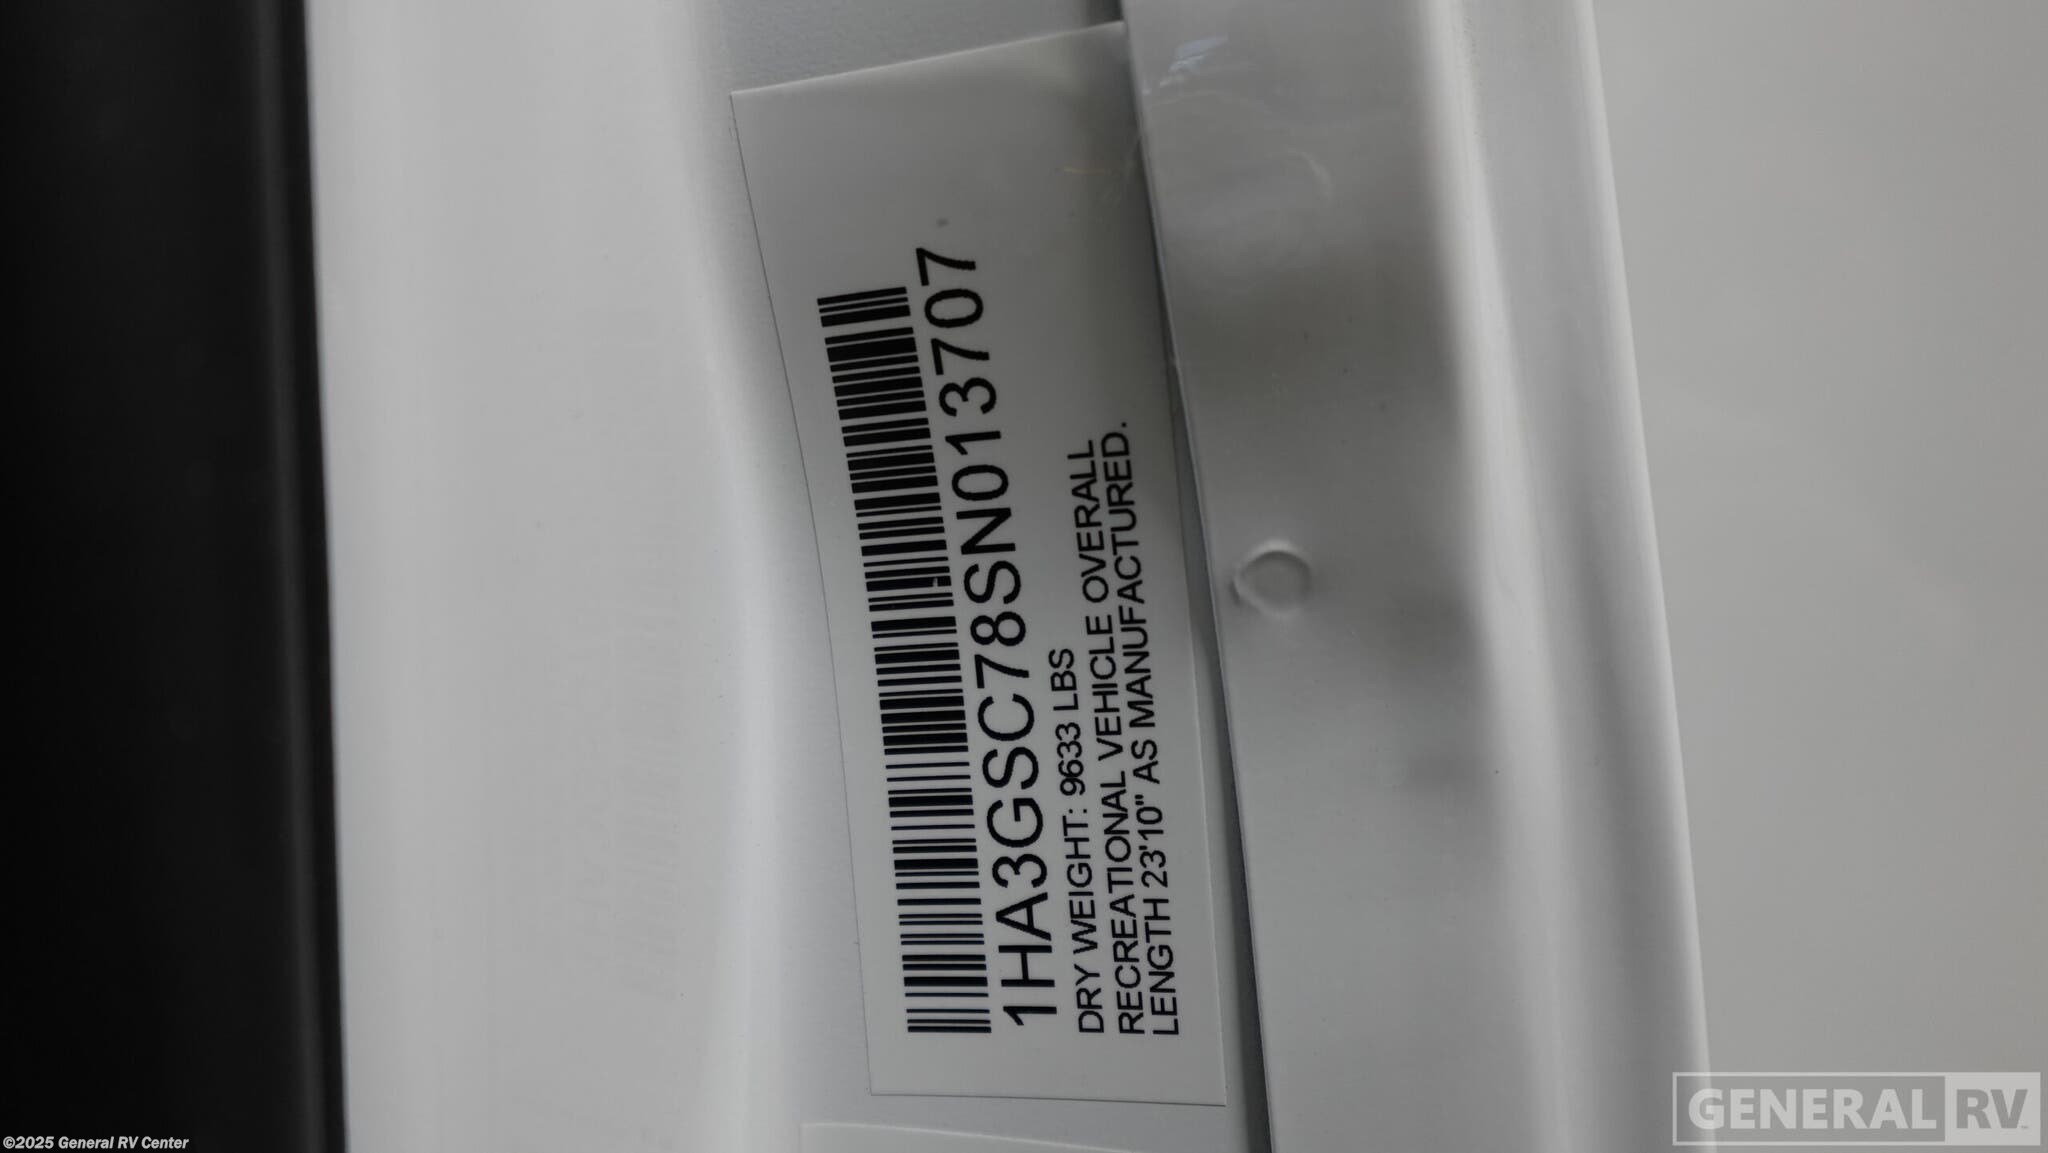 1HA3GSC78SN013707
DRY WEIGHT: 9633 LBS
RECREATIONAL VEHICLE OVERALL
LENGTH 23'10" AS MANUFACTURED.
GENERAL RV
©2025 General RV Center